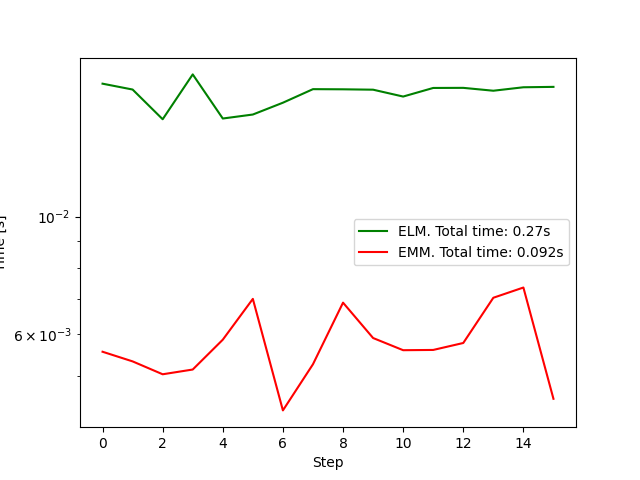 10⁻²
6 × 10⁻³
Time [s]
ELM. Total time: 0.27s
EMM. Total time: 0.092s
0 2 4 6 8 10 12 14
Step